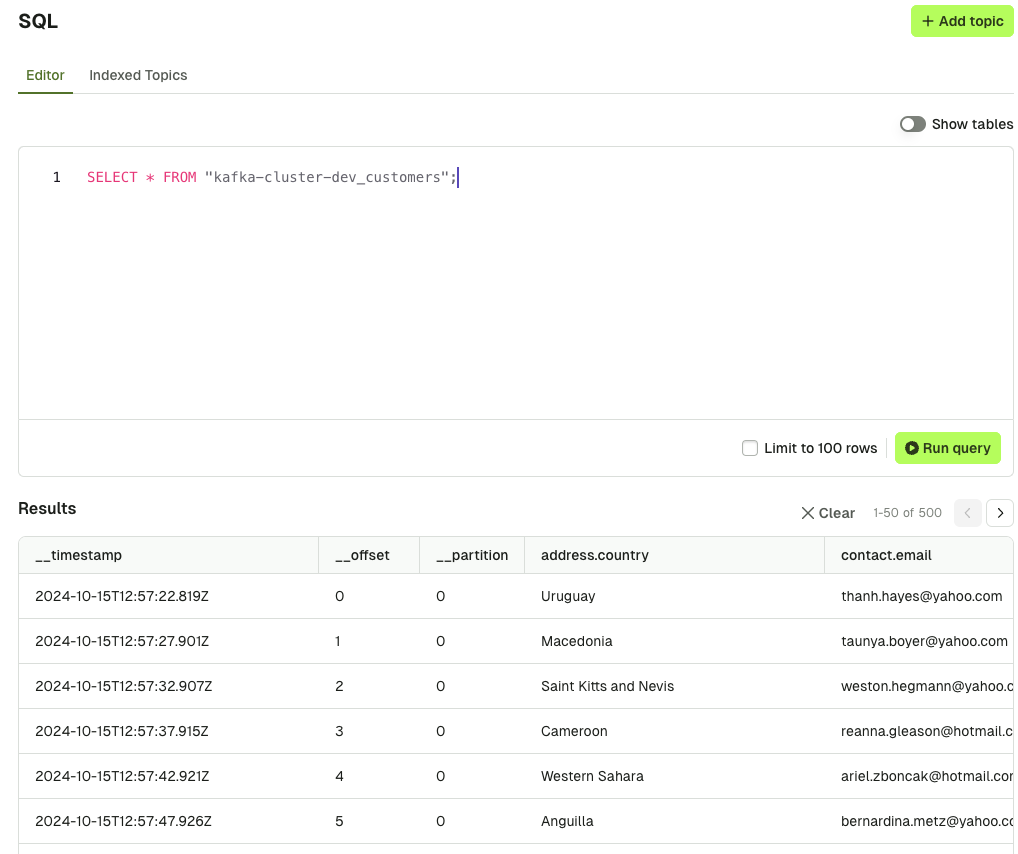 SQL
+ Add topic
Editor Indexed Topics
Show tables
1 SELECT * FROM "kafka-cluster-dev_customers";
Limit to 100 rows Run query
Results Clear 1-50 of 500
__timestamp __offset __partition address.country contact.email
2024-10-15T12:57:22.819Z 0 0 Uruguay thanh.hayes@yahoo.com
2024-10-15T12:57:27.901Z 1 0 Macedonia taunya.boyer@yahoo.com
2024-10-15T12:57:32.907Z 2 0 Saint Kitts and Nevis weston.hegmann@yahoo.c
2024-10-15T12:57:37.915Z 3 0 Cameroon reanna.gleason@hotmail.c
2024-10-15T12:57:42.921Z 4 0 Western Sahara ariel.zboncak@hotmail.cor
2024-10-15T12:57:47.926Z 5 0 Anguilla bernardina.metz@yahoo.cc